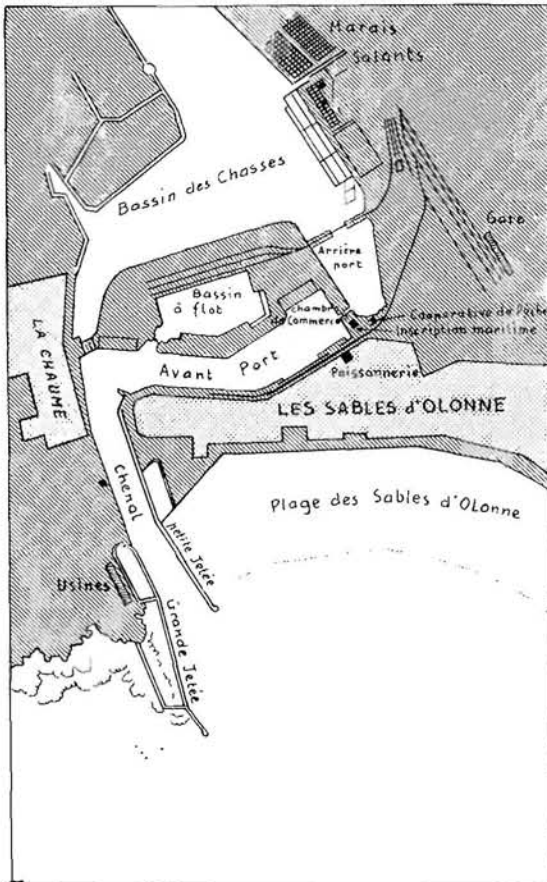 Marais
Salants
Bassin des Chasses
Gare
Arrière
port
Bassin
à flot
Chambre
de Commerce
Coopérative de Pêche
Inscription maritime
LA CHAUME
Avant Port
Poissonnerie
LES SABLES d'OLONNE
Chenal
Plage des Sables d'OLonne
petite Jetée
Usines
Grande Jetée